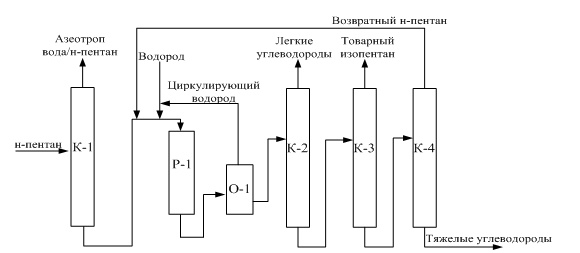 Возвратный н-пентан
Азеотроп
вода/н-пентан
Водород
Легкие
углеводороды
Товарный
изопентан
Циркулирующий
водород
н-пентан
К-1
Р-1
О-1
К-2
К-3
К-4
Тяжелые углеводороды